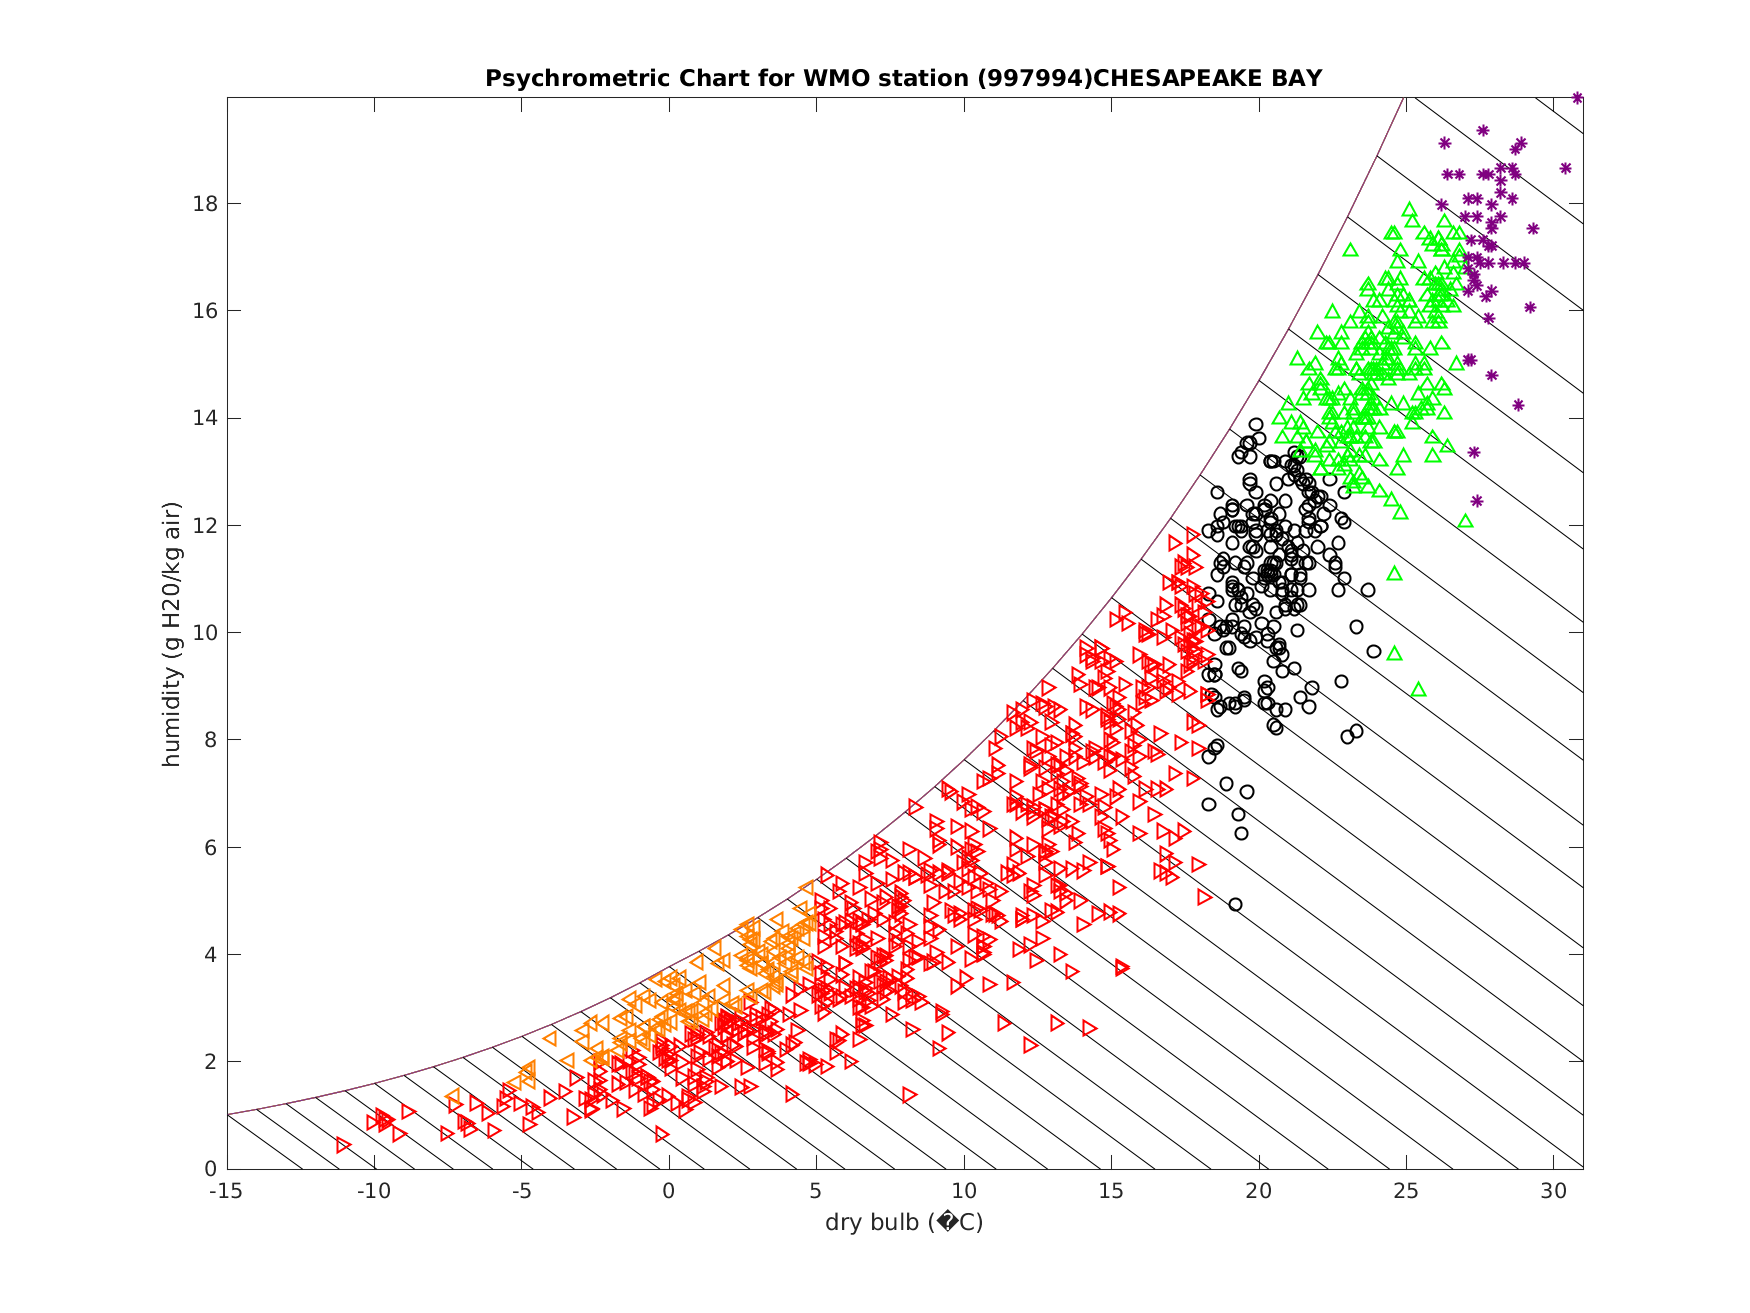 Psychrometric Chart for WMO station (997994)CHESAPEAKE BAY
humidity (g H20/kg air)
18
16
14
12
10
8
6
4
2
0
-15 -10 -5 0 5 10 15 20 25 30
dry bulb (�C)